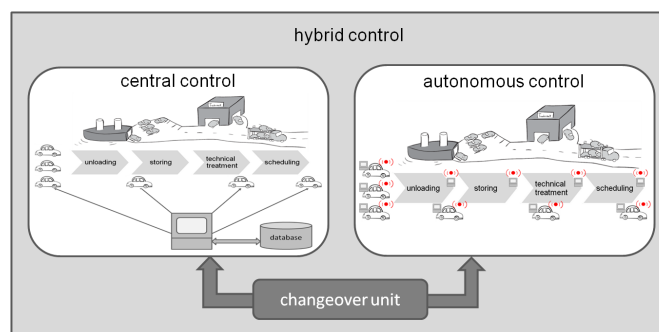 hybrid control
central control
unloading
storing
technical
treatment
scheduling
database
autonomous control
unloading
storing
technical
treatment
scheduling
changeover unit